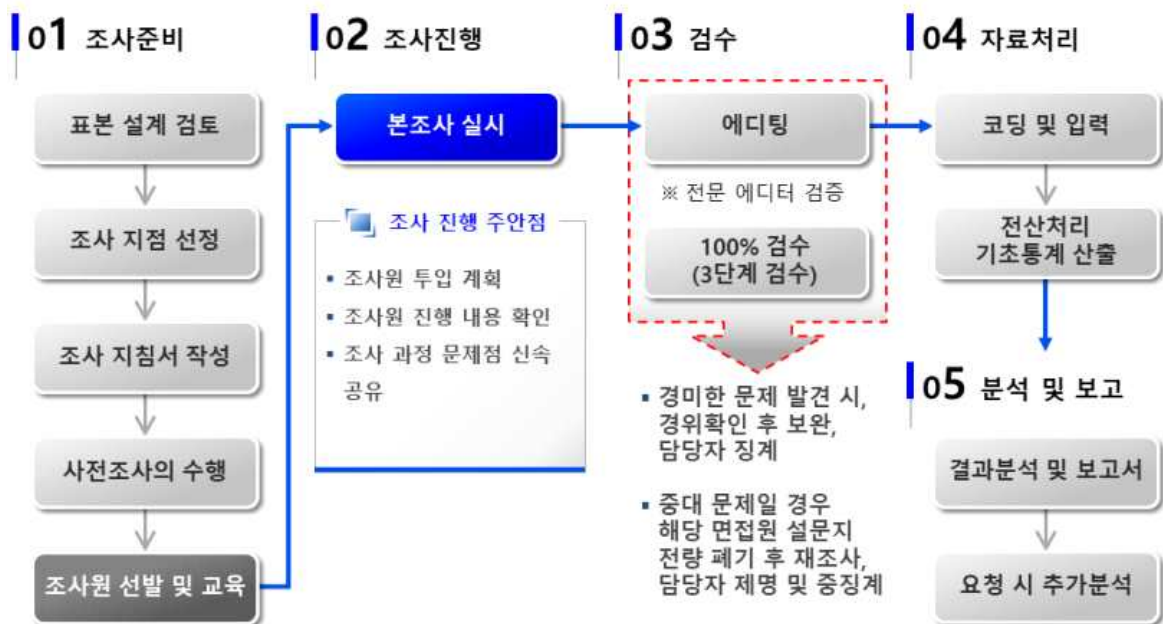 01 조사준비
표본 설계 검토
조사 지점 선정
조사 지침서 작성
사전조사의 수행
조사원 선발 및 교육
02 조사진행
본조사 실시
조사 진행 주안점
▪ 조사원 투입 계획
▪ 조사원 진행 내용 확인
▪ 조사 과정 문제점 신속
공유
03 검수
에디팅
※ 전문 에디터 검증
100% 검수
(3단계 검수)
▪ 경미한 문제 발견 시,
경위확인 후 보완,
담당자 징계
▪ 중대 문제일 경우
해당 면접원 설문지
전량 폐기 후 재조사,
담당자 제명 및 중징계
04 자료처리
코딩 및 입력
전산처리
기초통계 산출
05 분석 및 보고
결과분석 및 보고서
요청 시 추가분석